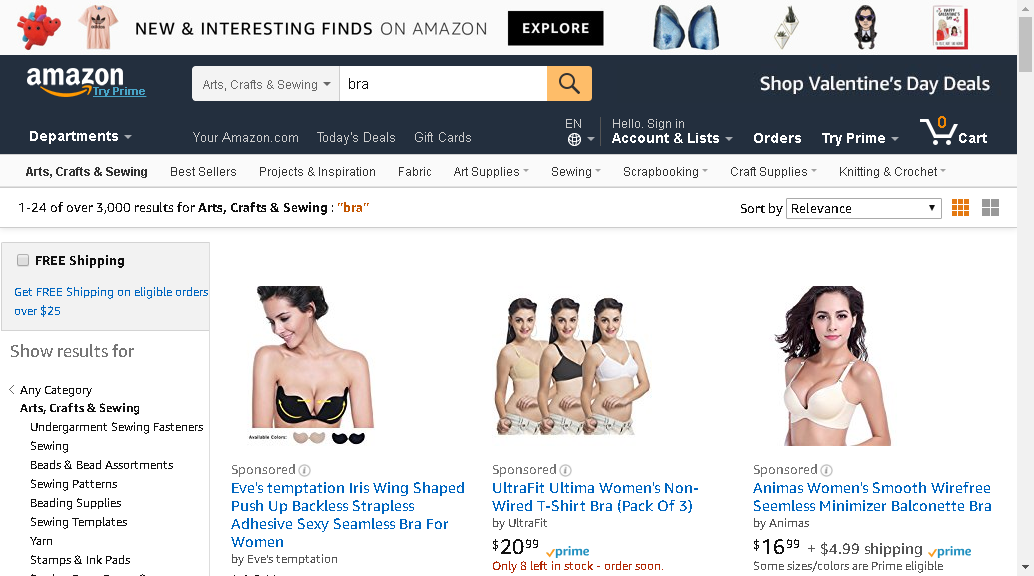 NEW & INTERESTING FINDS ON AMAZON EXPLORE
amazon
Try Prime
Arts, Crafts & Sewing bra
Shop Valentine's Day Deals
Departments
Your Amazon.com Today's Deals Gift Cards
EN
Hello. Sign in
Account & Lists
Orders
Try Prime
0
Cart
Arts, Crafts & Sewing Best Sellers Projects & Inspiration Fabric Art Supplies Sewing Scrapbooking Craft Supplies Knitting & Crochet
1-24 of over 3,000 results for Arts, Crafts & Sewing : "bra"
Sort by Relevance
FREE Shipping
Get FREE Shipping on eligible orders
over $25
Show results for
Any Category
Arts, Crafts & Sewing
Undergarment Sewing Fasteners
Sewing
Beads & Bead Assortments
Sewing Patterns
Beading Supplies
Sewing Templates
Yarn
Stamps & Ink Pads
Available Colors:
Sponsored
Eve's temptation Iris Wing Shaped
Push Up Backless Strapless
Adhesive Sexy Seamless Bra For
Women
by Eve's temptation
Sponsored
UltraFit Ultima Women's Non-
Wired T-Shirt Bra (Pack Of 3)
by UltraFit
$20 99 prime
Only 8 left in stock - order soon.
Sponsored
Animas Women's Smooth Wirefree
Seemless Minimizer Balconette Bra
by Animas
$16 99 + $4.99 shipping prime
Some sizes/colors are Prime eligible